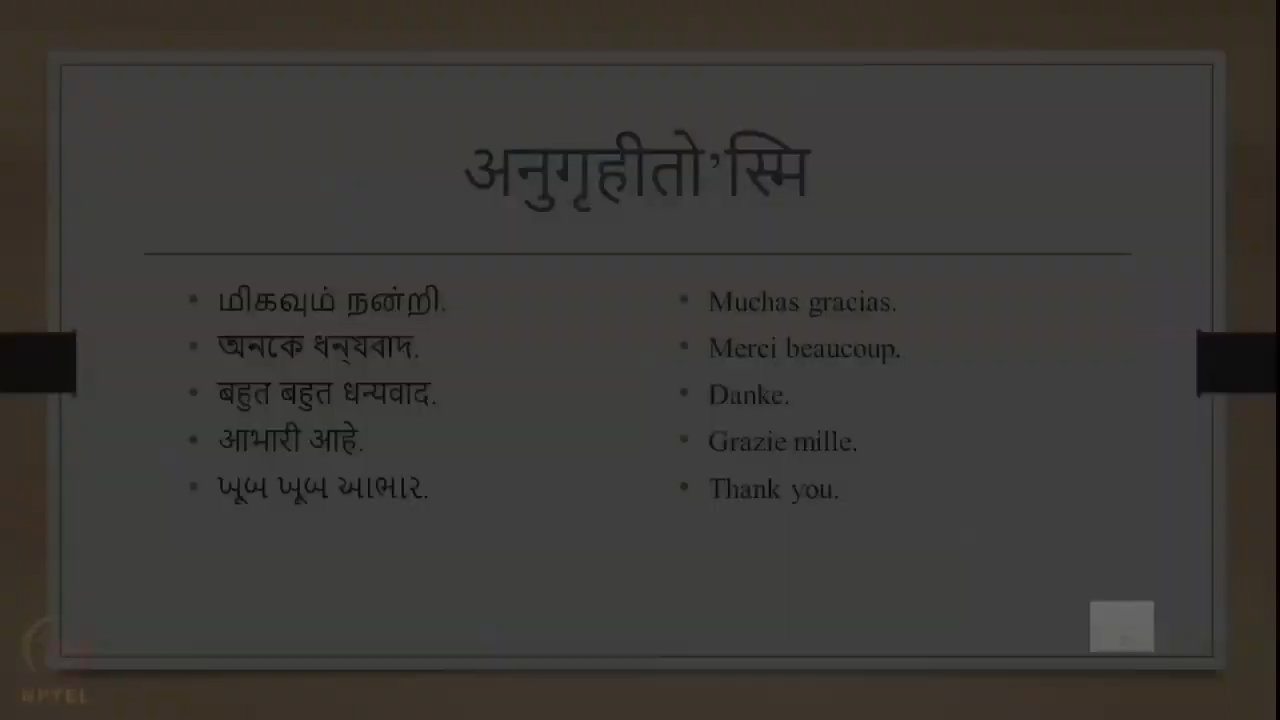 अनुगृहीतो’स्मि
மிகவும் நன்றி.
অনেক ধন্যবাদ.
बहुत बहुत धन्यवाद.
आभारी आहे.
ખૂબ ખૂબ આભાર.
Muchas gracias.
Merci beaucoup.
Danke.
Grazie mille.
Thank you.
NPTEL